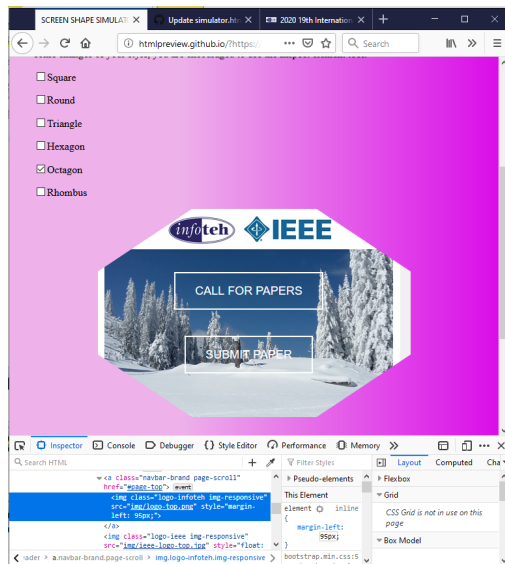 SCREEN SHAPE SIMULAT
Update simulator.htm
2020 19th Internation
htmlpreview.github.io/?https:/
Search
Square
Round
Triangle
Hexagon
Octagon
Rhombus
infoteh IEEE
CALL FOR PAPERS
SUBMIT PAPER
Inspector Console Debugger {} Style Editor Performance Memory
Search HTML
Filter Styles
Layout Computed Cha
<a class="navbar-brand page-scroll"
href="#page-top"> event
<img class="logo-infoteh img-responsive"
src="img/logo-top.png" style="margin-
left: 95px;">
</a>
<img class="logo-ieee img-responsive"
src="img/ieee-logo-top.jpg" style="float:
Pseudo-elements
This Element
element inline
{
margin-left:
95px;
}
bootstrap.min.css:5
Flexbox
Grid
CSS Grid is not in use on this
page
Box Model
ader > a.navbar-brand.page-scroll > img.logo-infoteh.img-responsive